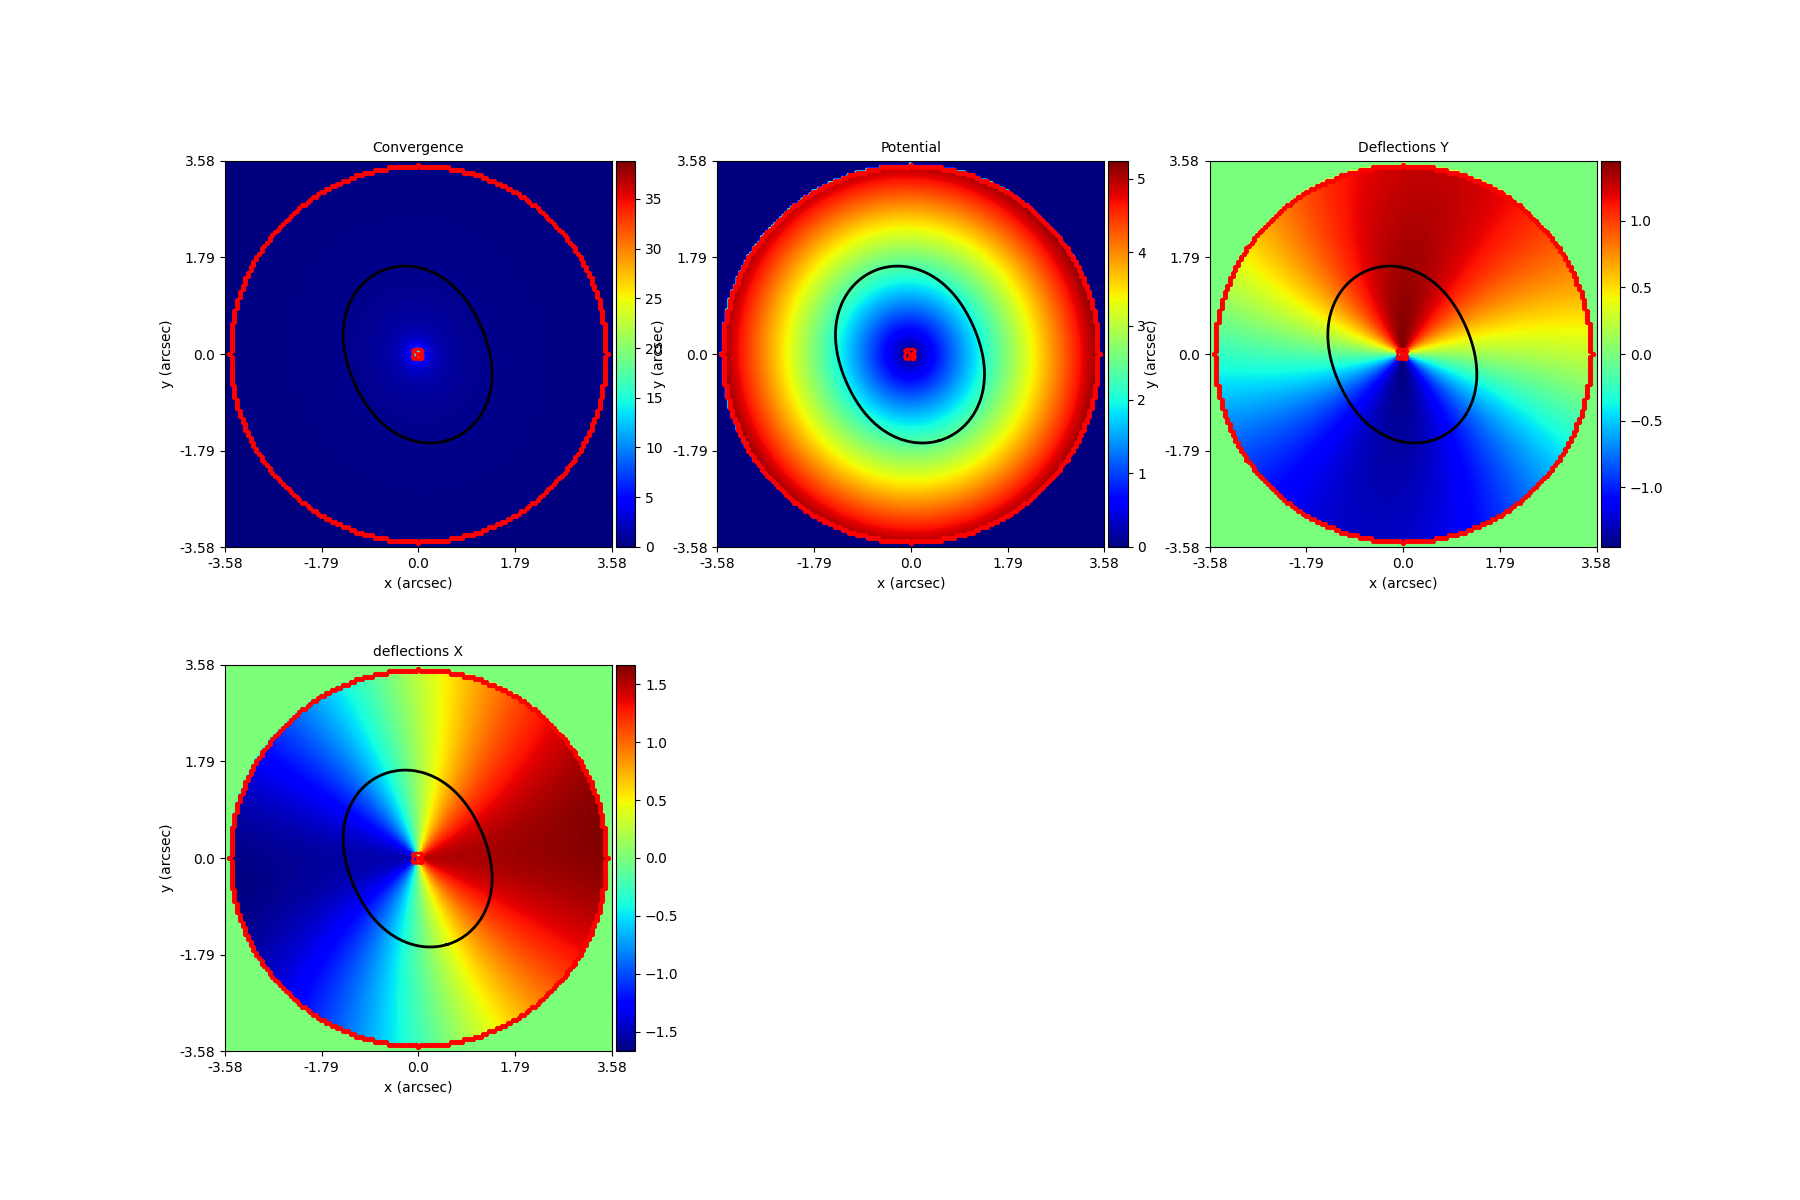 Convergence
3.58
1.79
0.0
-1.79
-3.58
y (arcsec)
-3.58 -1.79 0.0 1.79 3.58
x (arcsec)
35
30
25
20
15
10
5
0
Potential
3.58
1.79
0.0
-1.79
-3.58
y (arcsec)
-3.58 -1.79 0.0 1.79 3.58
x (arcsec)
5
4
3
2
1
0
Deflections Y
3.58
1.79
0.0
-1.79
-3.58
y (arcsec)
-3.58 -1.79 0.0 1.79 3.58
x (arcsec)
1.0
0.5
0.0
−0.5
−1.0
deflections X
3.58
1.79
0.0
-1.79
-3.58
y (arcsec)
-3.58 -1.79 0.0 1.79 3.58
x (arcsec)
1.5
1.0
0.5
0.0
−0.5
−1.0
−1.5